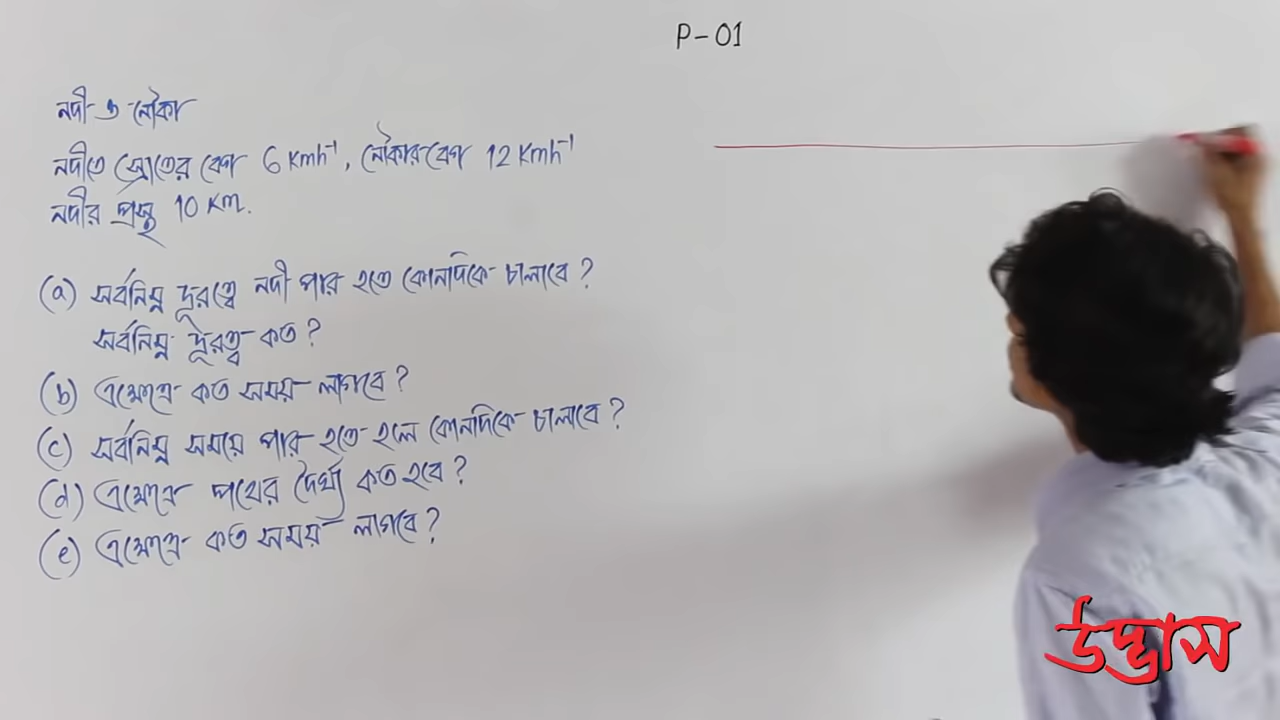 P-01
নদী ও নৌকা
নদীতে স্রোতের বেগ 6 Kmh⁻¹, নৌকার বেগ 12 Kmh⁻¹
নদীর প্রস্থ 10 Km.
(a) সর্বনিম্ন দূরত্বে নদী পার হতে কোনদিকে চালাবে?
সর্বনিম্ন দূরত্ব কত?
(b) এক্ষেত্রে কত সময় লাগবে?
(c) সর্বনিম্ন সময়ে পার হতে হলে কোনদিকে চালাবে?
(d) এক্ষেত্রে পথের দৈর্ঘ্য কত হবে?
(e) এক্ষেত্রে কত সময় লাগবে?
উদ্ভাস